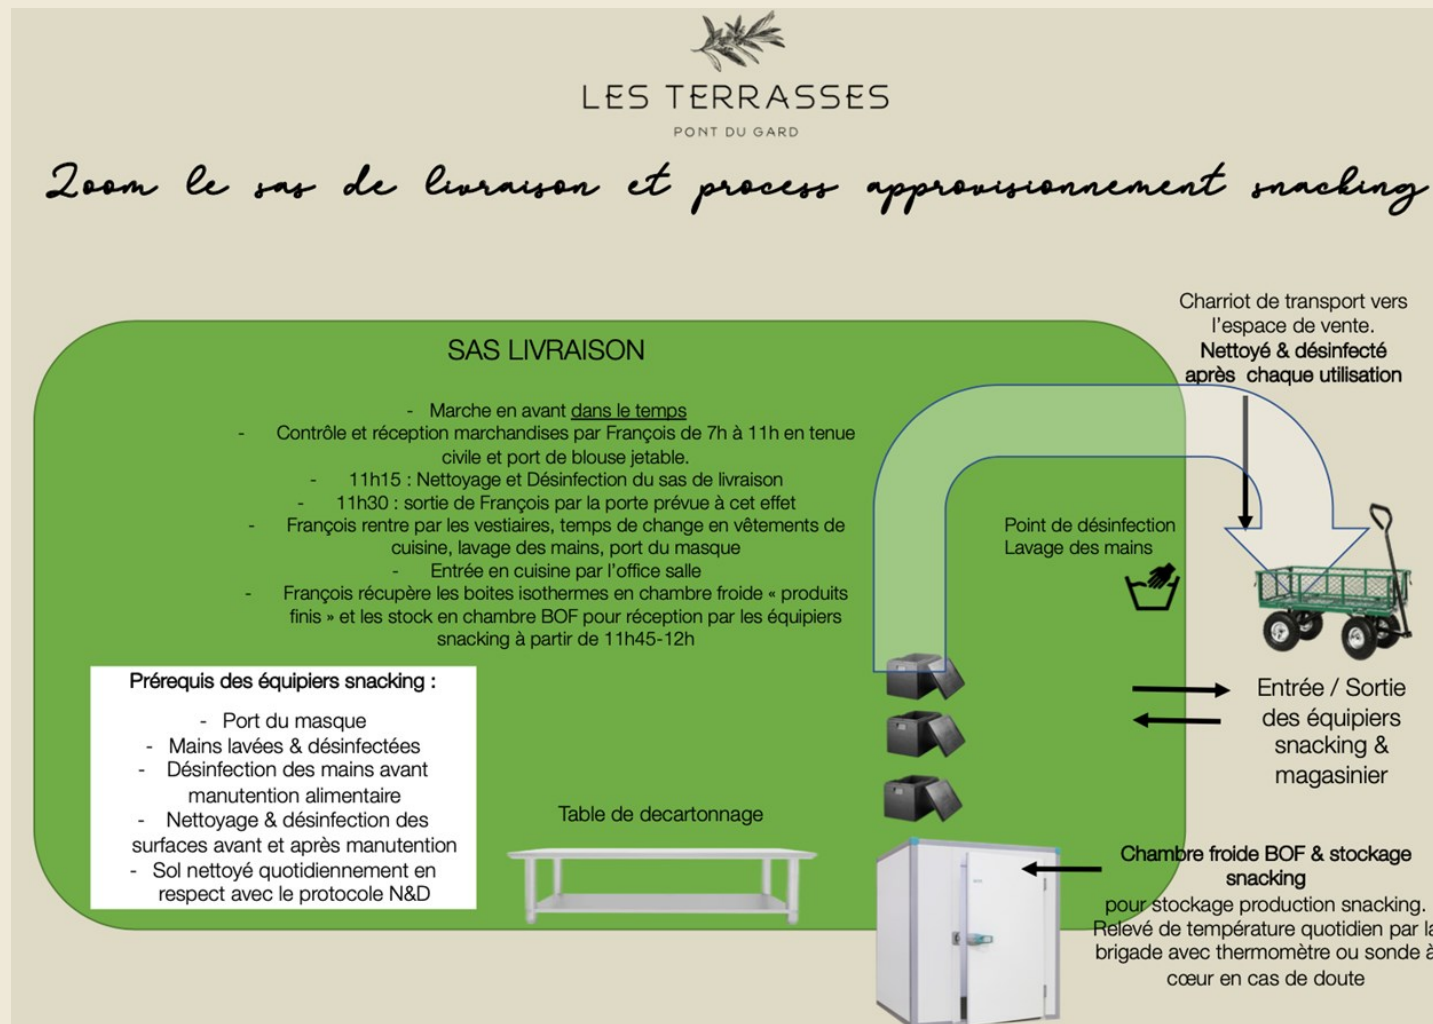 LES TERRASSES
PONT DU GARD
Zoom le sas de livraison et process approvisionnement snacking
Charriot de transport vers
l'espace de vente.
Nettoyé & désinfecté
après chaque utilisation
SAS LIVRAISON
- Marche en avant dans le temps
- Contrôle et réception marchandises par François de 7h à 11h en tenue
civile et port de blouse jetable.
- 11h15 : Nettoyage et Désinfection du sas de livraison
- 11h30 : sortie de François par la porte prévue à cet effet
- François rentre par les vestiaires, temps de change en vêtements de
cuisine, lavage des mains, port du masque
- Entrée en cuisine par l'office salle
- François récupère les boites isothermes en chambre froide « produits
finis » et les stock en chambre BOF pour réception par les équipiers
snacking à partir de 11h45-12h
Point de désinfection
Lavage des mains
Prérequis des équipiers snacking :
- Port du masque
- Mains lavées & désinfectées
- Désinfection des mains avant
manutention alimentaire
- Nettoyage & désinfection des
surfaces avant et après manutention
- Sol nettoyé quotidiennement en
respect avec le protocole N&D
Table de decartonnage
Entrée / Sortie
des équipiers
snacking &
magasinier
Chambre froide BOF & stockage
snacking
pour stockage production snacking.
Relevé de température quotidien par la
brigade avec thermomètre ou sonde à
cœur en cas de doute